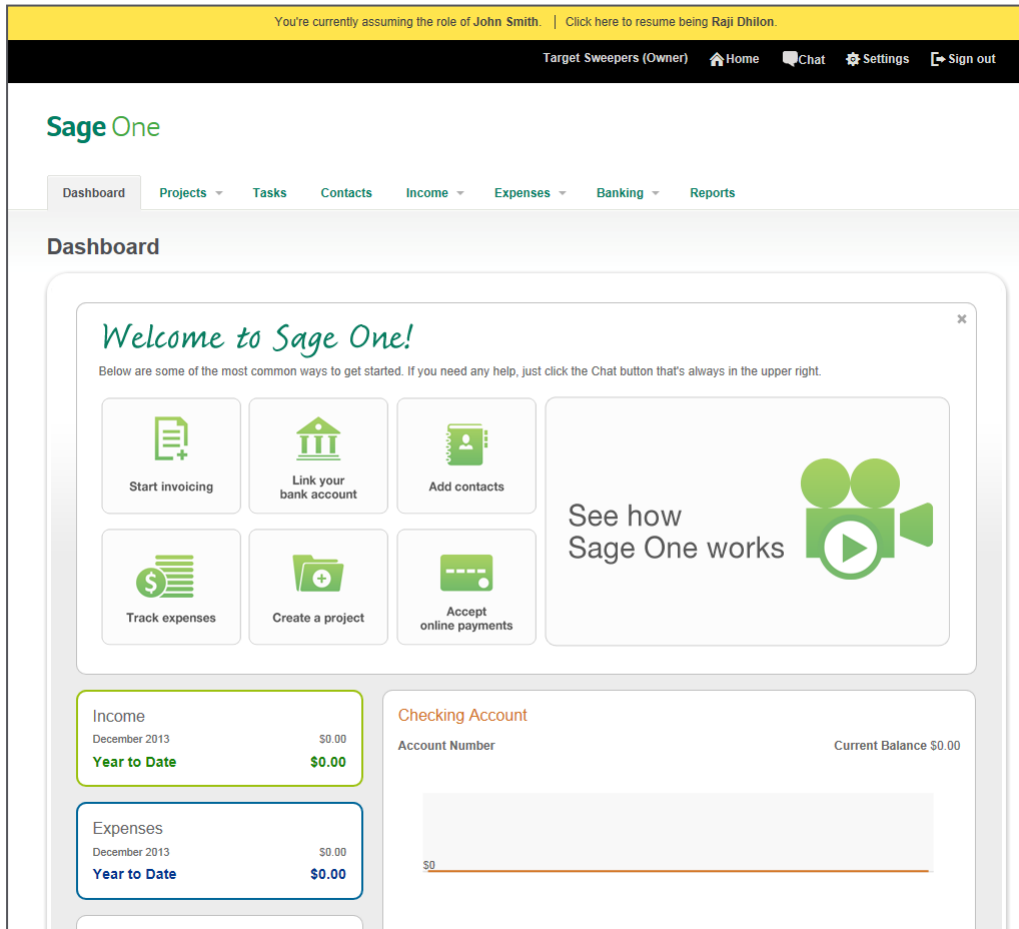 You're currently assuming the role of John Smith. | Click here to resume being Raji Dhilon.
Target Sweepers (Owner) Home Chat Settings Sign out
Sage One
Dashboard Projects Tasks Contacts Income Expenses Banking Reports
Dashboard
Welcome to Sage One!
Below are some of the most common ways to get started. If you need any help, just click the Chat button that's always in the upper right.
Start invoicing
Link your
bank account
Add contacts
See how
Sage One works
Track expenses
Create a project
Accept
online payments
Income
December 2013 $0.00
Year to Date $0.00
Expenses
December 2013 $0.00
Year to Date $0.00
Checking Account
Account Number Current Balance $0.00
$0